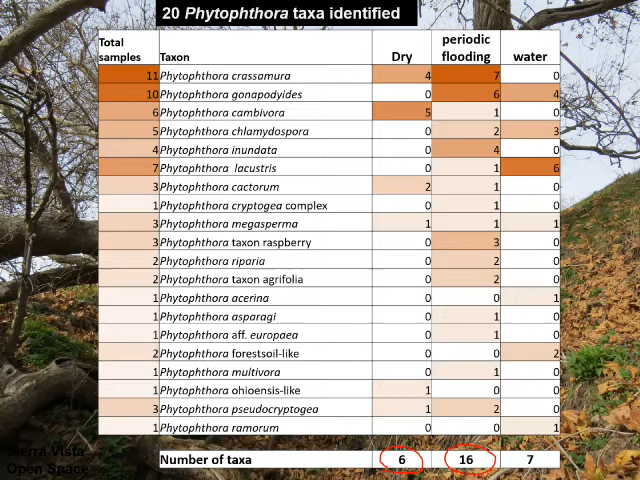 20 Phytophthora taxa identified
Total samples Taxon Dry periodic flooding water
11 Phytophthora crassamura 4 7 0
10 Phytophthora gonapodyides 0 6 4
6 Phytophthora cambivora 5 1 0
5 Phytophthora chlamydospora 0 2 3
4 Phytophthora inundata 0 4 0
7 Phytophthora lacustris 0 1 6
3 Phytophthora cactorum 2 1 0
1 Phytophthora cryptogea complex 0 1 0
3 Phytophthora megasperma 1 1 1
3 Phytophthora taxon raspberry 0 3 0
2 Phytophthora riparia 0 2 0
2 Phytophthora taxon agrifolia 0 2 0
1 Phytophthora acerina 0 0 1
1 Phytophthora asparagi 0 1 0
1 Phytophthora aff. europaea 0 1 0
2 Phytophthora forestsoil-like 0 0 2
1 Phytophthora multivora 0 1 0
1 Phytophthora ohioensis-like 1 0 0
3 Phytophthora pseudocryptogea 1 2 0
1 Phytophthora ramorum 0 0 1
Number of taxa 6 16 7
Sierra Vista
Open Space